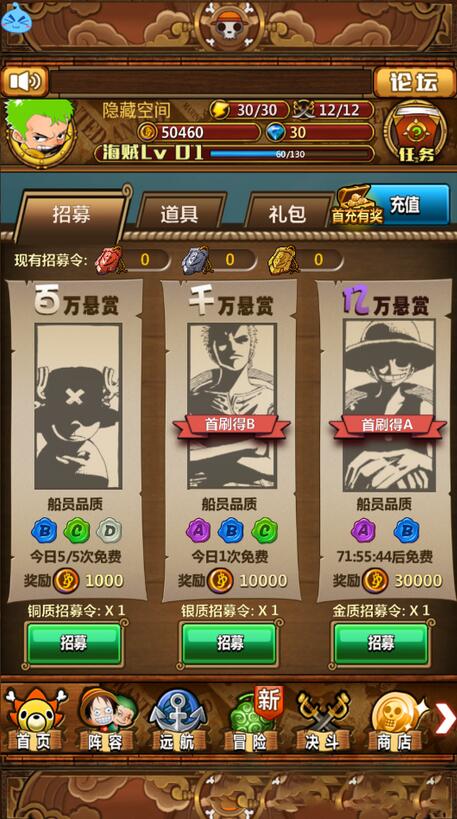 论坛
隐藏空间 30/30 12/12
50460 30
海贼Lv 01 60/130
任务
招募 道具 礼包 首充有奖 充值
现有招募令: 0 0 0
百万悬赏 千万悬赏 亿万悬赏
首刷得B 首刷得A
船员品质 船员品质 船员品质
B C D A B C A B
今日5/5次免费 今日1次免费 71:55:44后免费
奖励 1000 奖励 10000 奖励 30000
铜质招募令: X 1 银质招募令: X 1 金质招募令: X 1
招募 招募 招募
新
首页 阵容 远航 冒险 决斗 商店